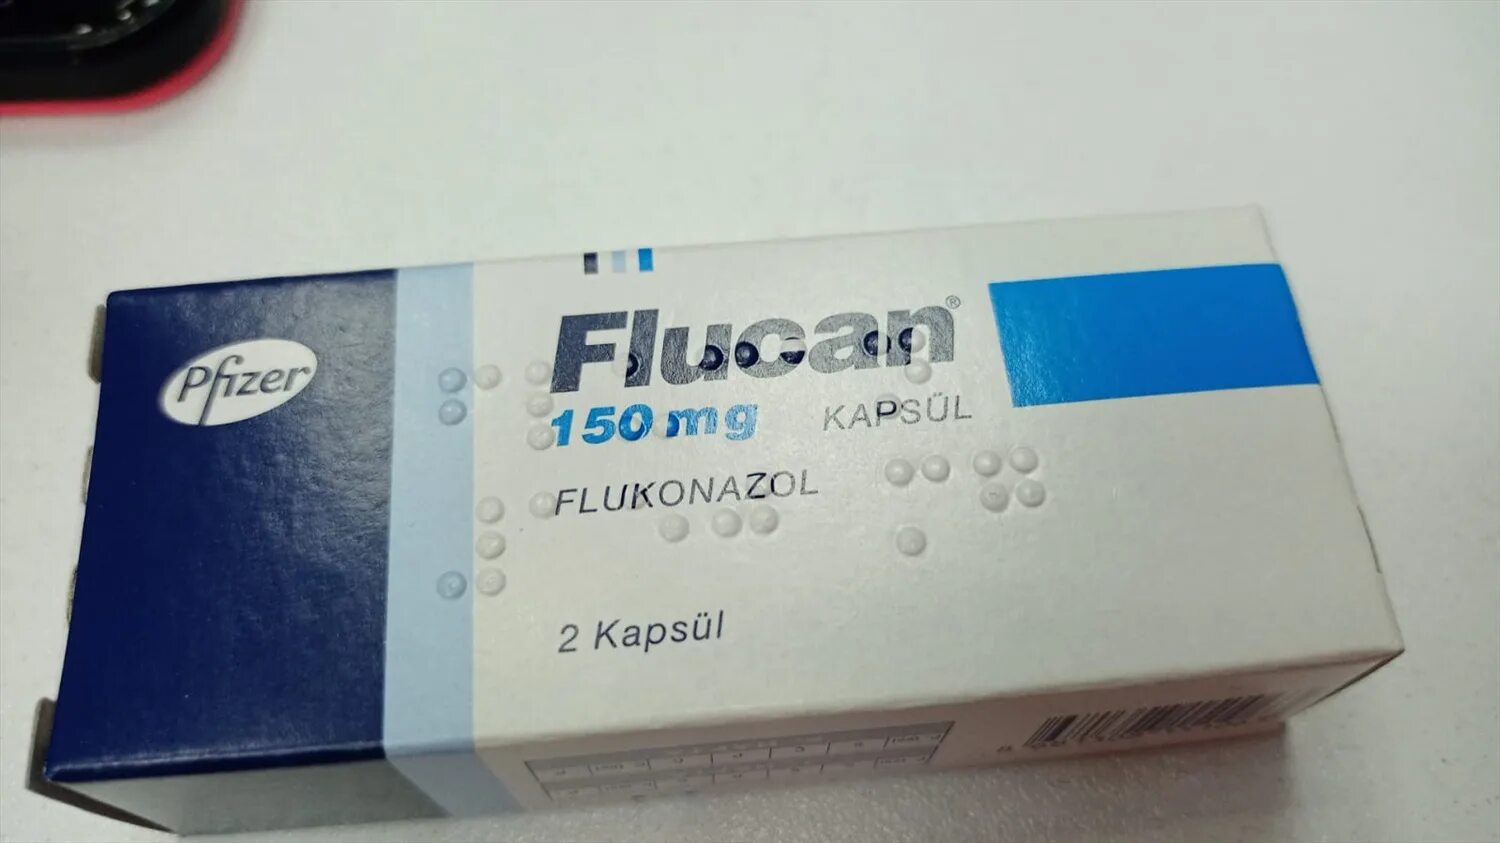 Pfizer
Flucan®
150 mg KAPSÜL
FLUKONAZOL
2 Kapsül